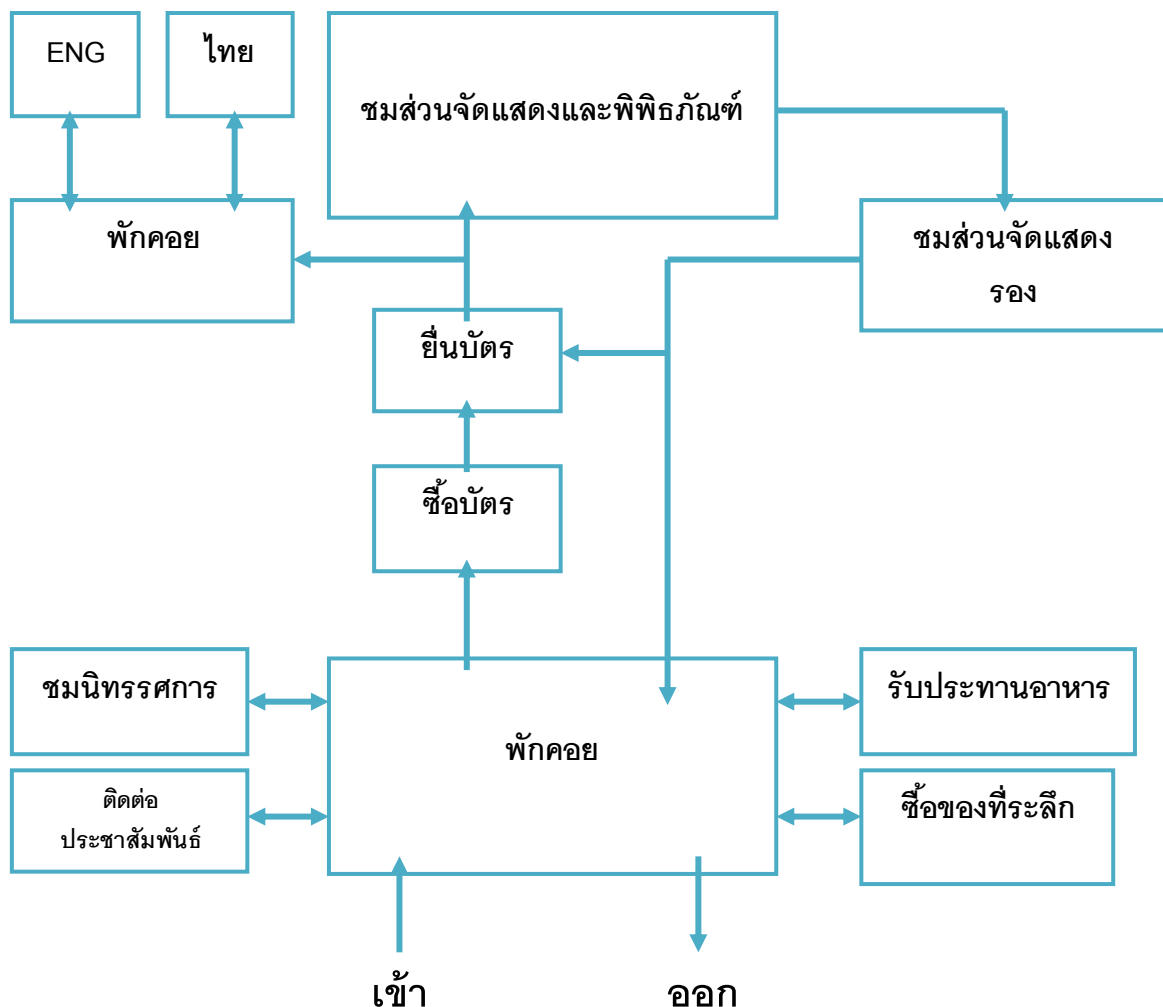 ENG
ไทย
ชมส่วนจัดแสดงและพิพิธภัณฑ์
พักคอย
ชมส่วนจัดแสดง
รอง
ยื่นบัตร
ซื้อบัตร
ชมนิทรรศการ
รับประทานอาหาร
พักคอย
ติดต่อ
ประชาสัมพันธ์
ซื้อของที่ระลึก
เข้า
ออก